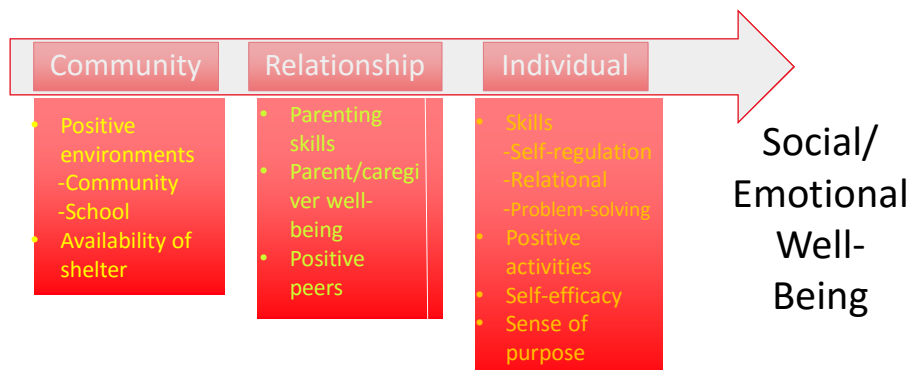 Community
• Positive
environments
-Community
-School
• Availability of
shelter
Relationship
• Parenting
skills
• Parent/caregi
ver well-
being
• Positive
peers
Individual
• Skills
-Self-regulation
-Relational
-Problem-solving
• Positive
activities
• Self-efficacy
• Sense of
purpose
Social/
Emotional
Well-
Being